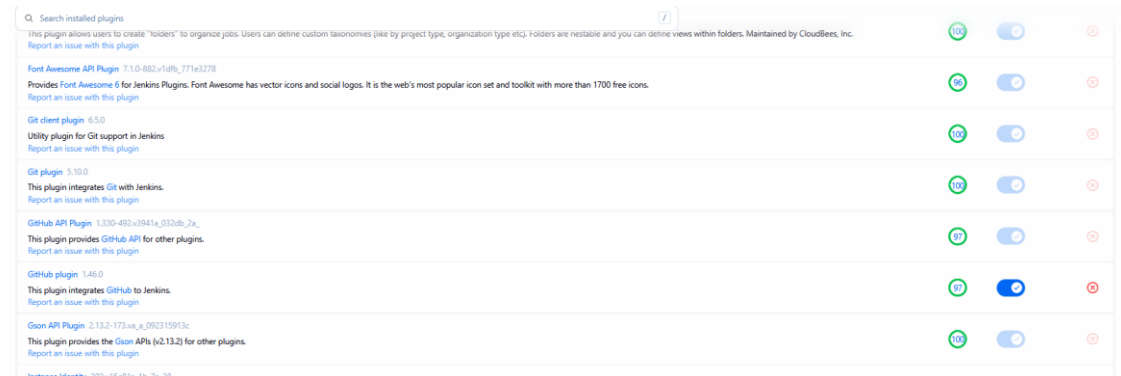 Search installed plugins
/
This plugin allows users to create "folders" to organize jobs. Users can define custom taxonomies (like by project type, organization type etc). Folders are nestable and you can define views within folders. Maintained by CloudBees, Inc.
100
Report an issue with this plugin
Font Awesome API Plugin 7.1.0-882.v1dfb_771e3278
Provides Font Awesome 6 for Jenkins Plugins. Font Awesome has vector icons and social logos. It is the web's most popular icon set and toolkit with more than 1700 free icons.
96
Report an issue with this plugin
Git client plugin 6.5.0
Utility plugin for Git support in Jenkins
100
Report an issue with this plugin
Git plugin 5.10.0
This plugin integrates Git with Jenkins.
100
Report an issue with this plugin
GitHub API Plugin 1.330-492.v3941a_032db_2a_
This plugin provides GitHub API for other plugins.
97
Report an issue with this plugin
GitHub plugin 1.46.0
This plugin integrates GitHub to Jenkins.
97
Report an issue with this plugin
Gson API Plugin 2.13.2-173.va_a_092315913c
This plugin provides the Gson APIs (v2.13.2) for other plugins.
100
Report an issue with this plugin
Instance Identity